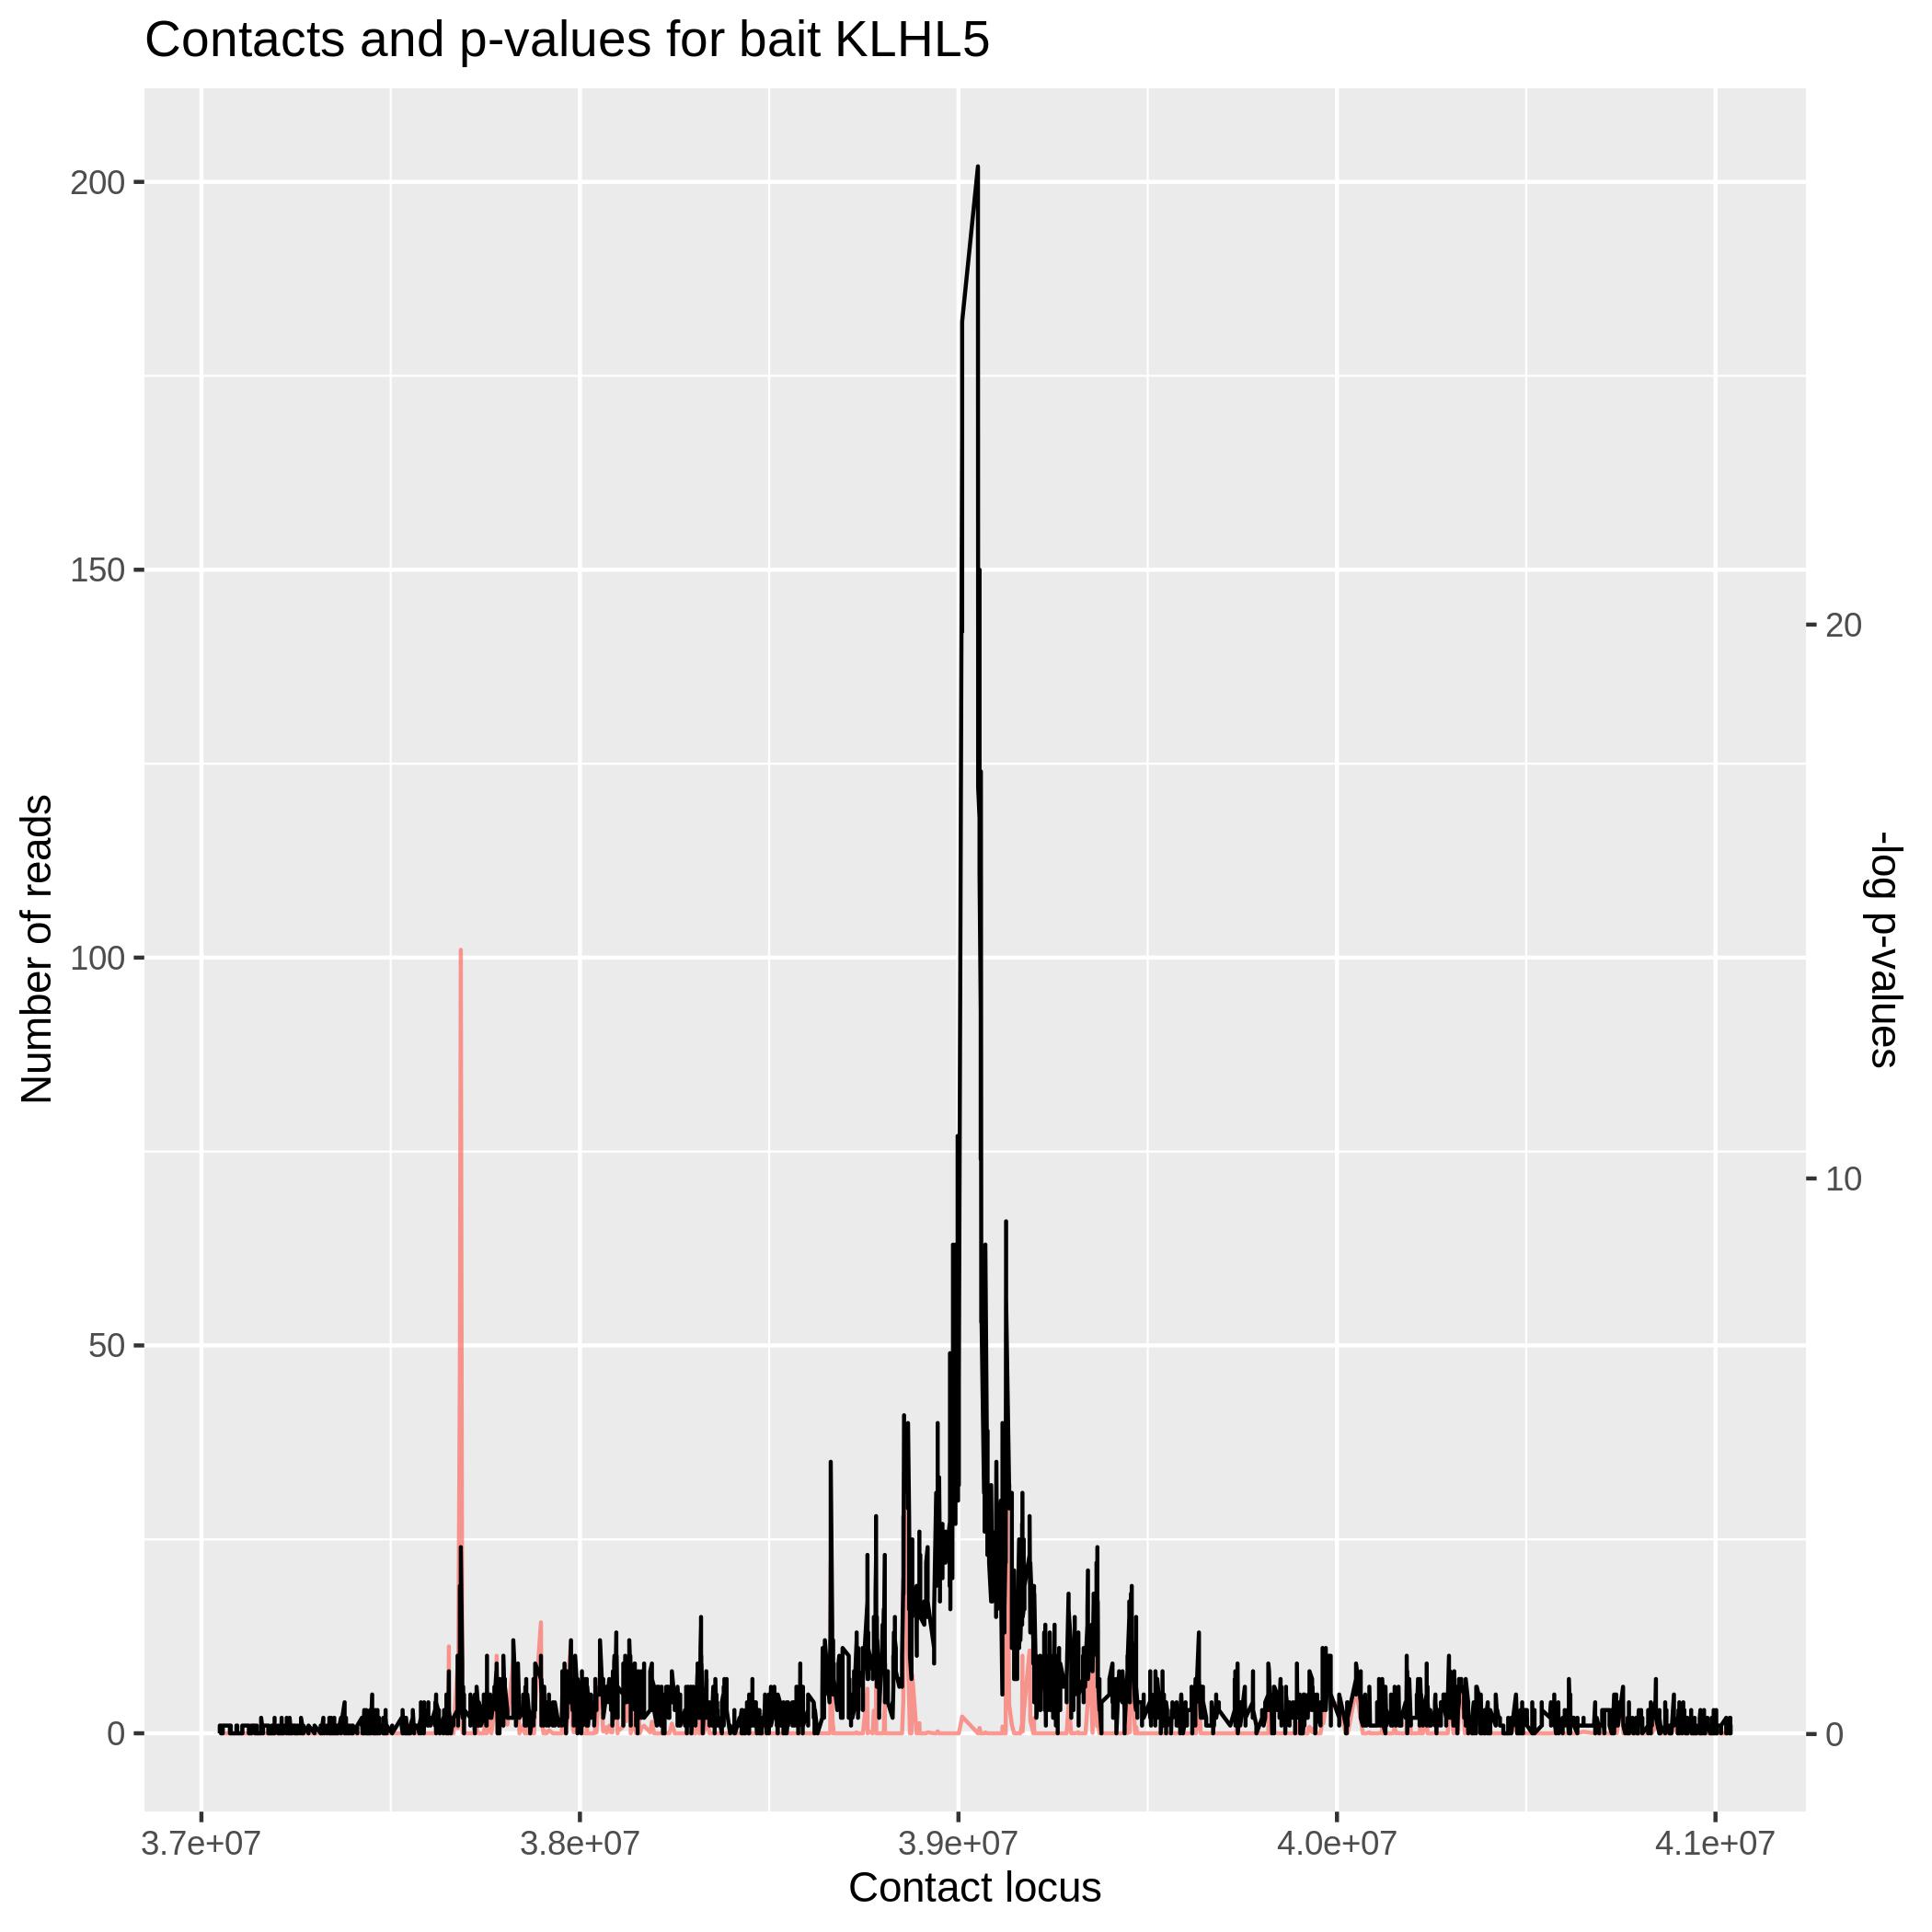 Contacts and p-values for bait KLHL5
Number of reads
200
150
100
50
0
20
10
0
-log p-values
3.7e+07 3.8e+07 3.9e+07 4.0e+07 4.1e+07
Contact locus